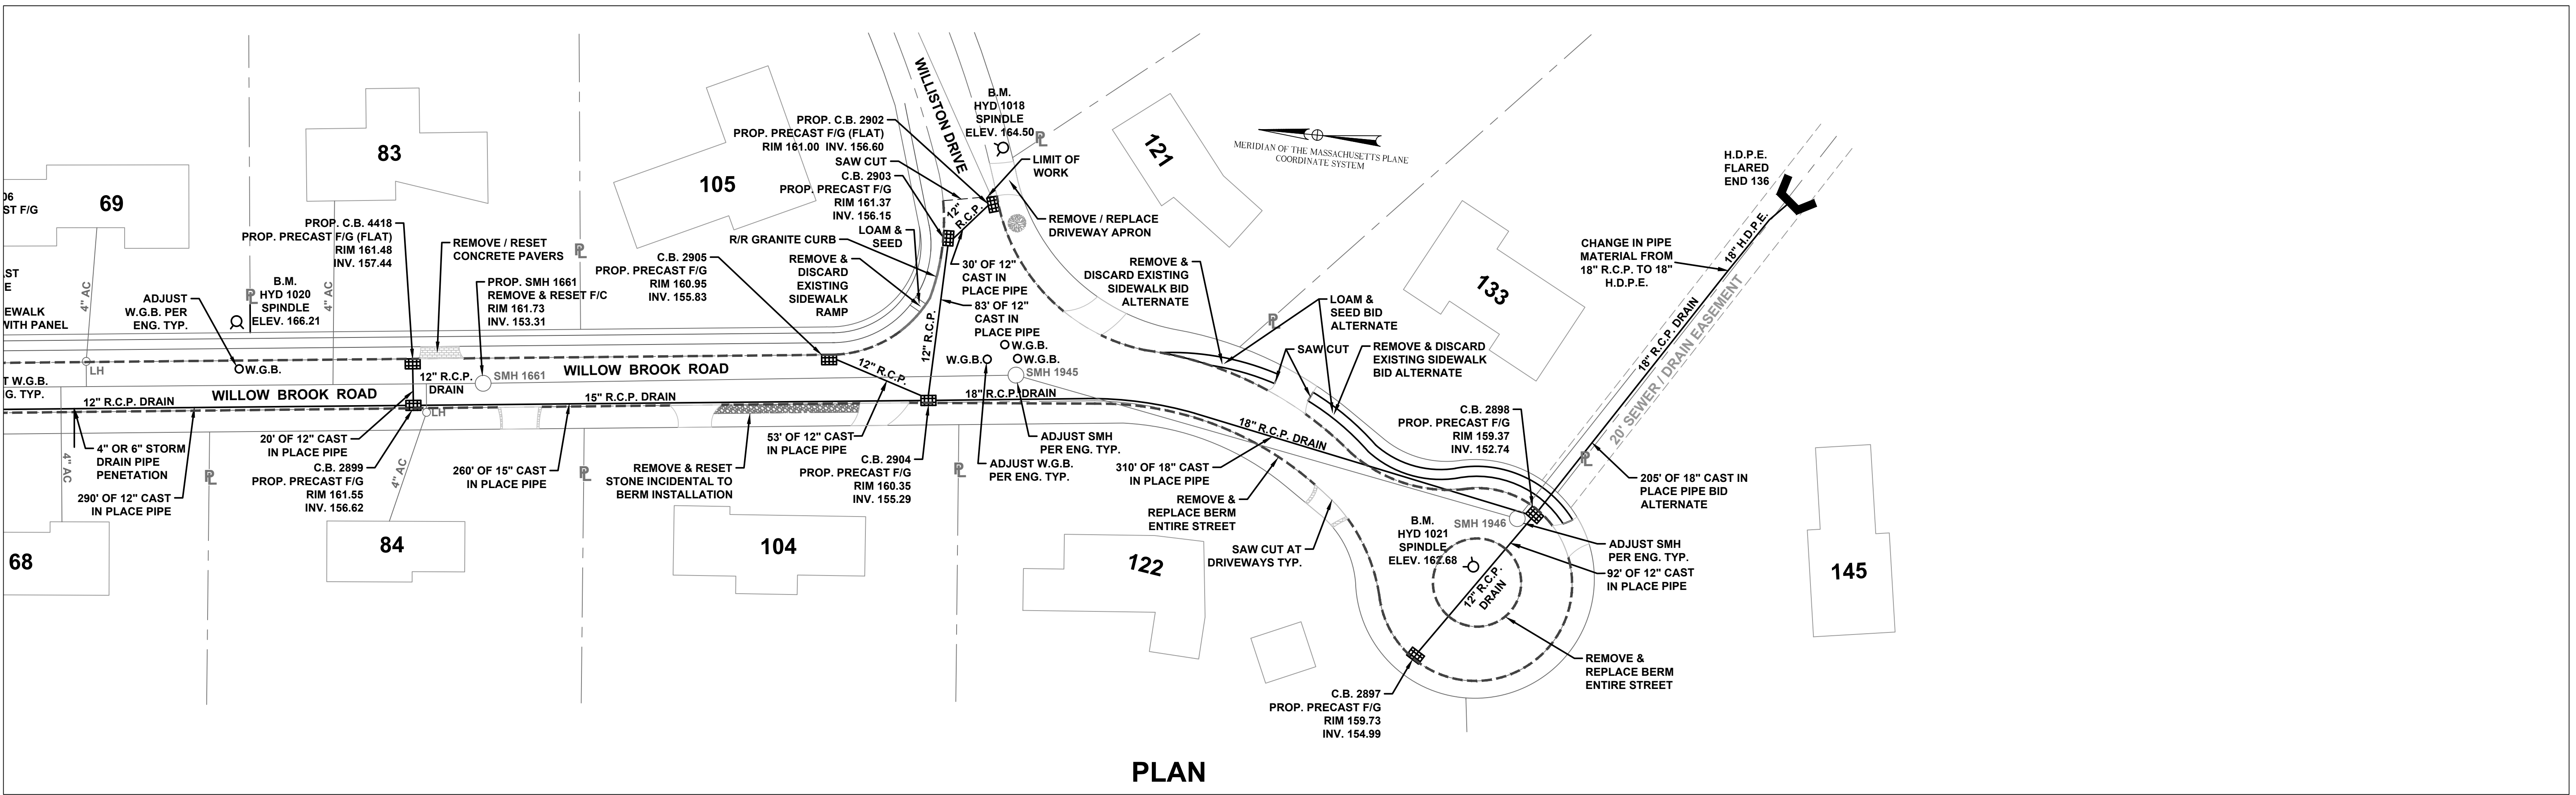 WILLISTON DRIVE
B.M.
HYD 1018
SPINDLE
ELEV. 164.50
PL
PROP. C.B. 2902
PROP. PRECAST F/G (FLAT)
RIM 161.00 INV. 156.60
SAW CUT
C.B. 2903
PROP. PRECAST F/G
RIM 161.37
INV. 156.15
LOAM &
SEED
R/R GRANITE CURB
REMOVE &
DISCARD
EXISTING
SIDEWALK
RAMP
LIMIT OF
WORK
12"
R.C.P.
REMOVE / REPLACE
DRIVEWAY APRON
30' OF 12"
CAST IN
PLACE PIPE
83' OF 12"
CAST IN
PLACE PIPE
12" R.C.P.
121
MERIDIAN OF THE MASSACHUSETTS PLANE
COORDINATE SYSTEM
H.D.P.E.
FLARED
END 136
83
105
69
06
ST F/G
AST
E
EWALK
WITH PANEL
T W.G.B.
G. TYP.
4" AC
LH
ADJUST
W.G.B. PER
ENG. TYP.
PL
B.M.
HYD 1020
SPINDLE
ELEV. 166.21
W.G.B.
PROP. C.B. 4418
PROP. PRECAST F/G (FLAT)
RIM 161.48
INV. 157.44
4" AC
REMOVE / RESET
CONCRETE PAVERS
PROP. SMH 1661
REMOVE & RESET F/C
RIM 161.73
INV. 153.31
PL
C.B. 2905
PROP. PRECAST F/G
RIM 160.95
INV. 155.83
12" R.C.P.
DRAIN
SMH 1661
WILLOW BROOK ROAD
WILLOW BROOK ROAD
12" R.C.P. DRAIN
15" R.C.P. DRAIN
12" R.C.P.
W.G.B.
W.G.B.
W.G.B.
SMH 1945
18" R.C.P. DRAIN
REMOVE &
DISCARD EXISTING
SIDEWALK BID
ALTERNATE
PL
LOAM &
SEED BID
ALTERNATE
SAW CUT
REMOVE & DISCARD
EXISTING SIDEWALK
BID ALTERNATE
133
CHANGE IN PIPE
MATERIAL FROM
18" R.C.P. TO 18"
H.D.P.E.
18" H.D.P.E.
18" R.C.P. DRAIN
20' SEWER / DRAIN EASEMENT
PL
4" AC
4" OR 6" STORM
DRAIN PIPE
PENETATION
290' OF 12" CAST
IN PLACE PIPE
PL
20' OF 12" CAST
IN PLACE PIPE
C.B. 2899
PROP. PRECAST F/G
RIM 161.55
INV. 156.62
LH
4" AC
260' OF 15" CAST
IN PLACE PIPE
PL
REMOVE & RESET
STONE INCIDENTAL TO
BERM INSTALLATION
53' OF 12" CAST
IN PLACE PIPE
C.B. 2904
PROP. PRECAST F/G
RIM 160.35
INV. 155.29
PL
ADJUST SMH
PER ENG. TYP.
ADJUST W.G.B.
PER ENG. TYP.
18" R.C.P. DRAIN
310' OF 18" CAST
IN PLACE PIPE
REMOVE &
REPLACE BERM
ENTIRE STREET
SAW CUT AT
DRIVEWAYS TYP.
C.B. 2898
PROP. PRECAST F/G
RIM 159.37
INV. 152.74
205' OF 18" CAST IN
PLACE PIPE BID
ALTERNATE
SMH 1946
B.M.
HYD 1021
SPINDLE
ELEV. 162.68
ADJUST SMH
PER ENG. TYP.
92' OF 12" CAST
IN PLACE PIPE
12" R.C.P.
DRAIN
68
84
104
122
145
REMOVE &
REPLACE BERM
ENTIRE STREET
C.B. 2897
PROP. PRECAST F/G
RIM 159.73
INV. 154.99
PLAN